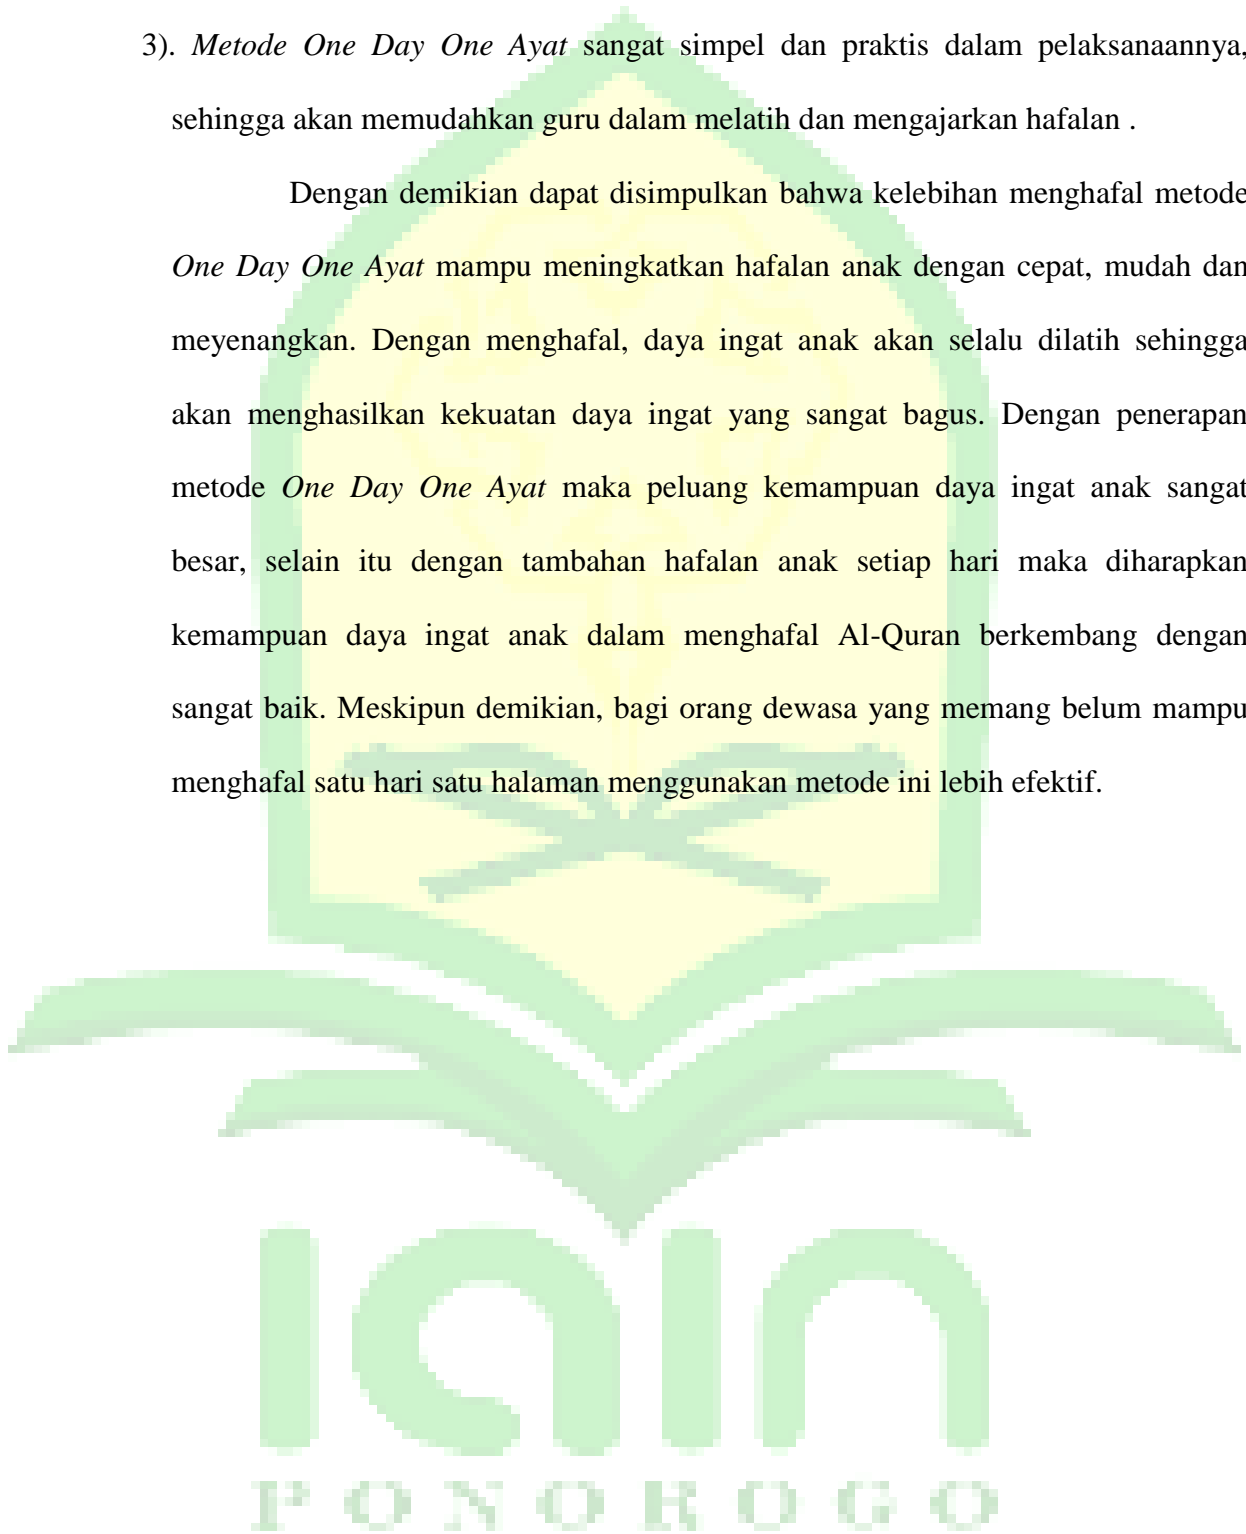 3). Metode One Day One Ayat sangat simpel dan praktis dalam pelaksanaannya,
sehingga akan memudahkan guru dalam melatih dan mengajarkan hafalan .
Dengan demikian dapat disimpulkan bahwa kelebihan menghafal metode
One Day One Ayat mampu meningkatkan hafalan anak dengan cepat, mudah dan
meyenangkan. Dengan menghafal, daya ingat anak akan selalu dilatih sehingga
akan menghasilkan kekuatan daya ingat yang sangat bagus. Dengan penerapan
metode One Day One Ayat maka peluang kemampuan daya ingat anak sangat
besar, selain itu dengan tambahan hafalan anak setiap hari maka diharapkan
kemampuan daya ingat anak dalam menghafal Al-Quran berkembang dengan
sangat baik. Meskipun demikian, bagi orang dewasa yang memang belum mampu
menghafal satu hari satu halaman menggunakan metode ini lebih efektif.
iain
PONOROGO